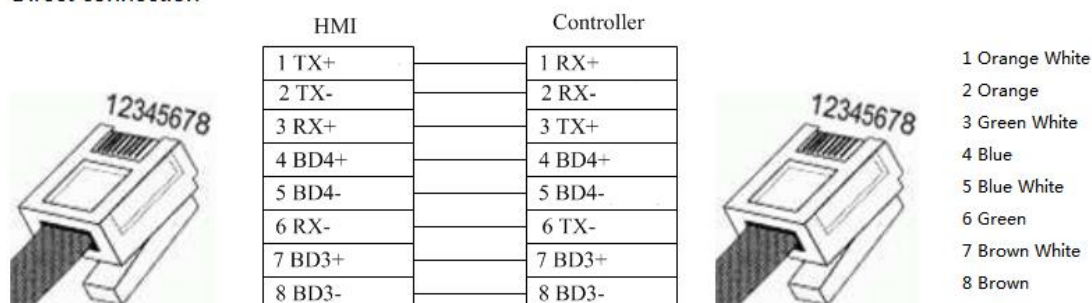 HMI Controller
1 TX+ 1 RX+
2 TX- 2 RX-
3 RX+ 3 TX+
4 BD4+ 4 BD4+
5 BD4- 5 BD4-
6 RX- 6 TX-
7 BD3+ 7 BD3+
8 BD3- 8 BD3-
12345678
12345678
1 Orange White
2 Orange
3 Green White
4 Blue
5 Blue White
6 Green
7 Brown White
8 Brown